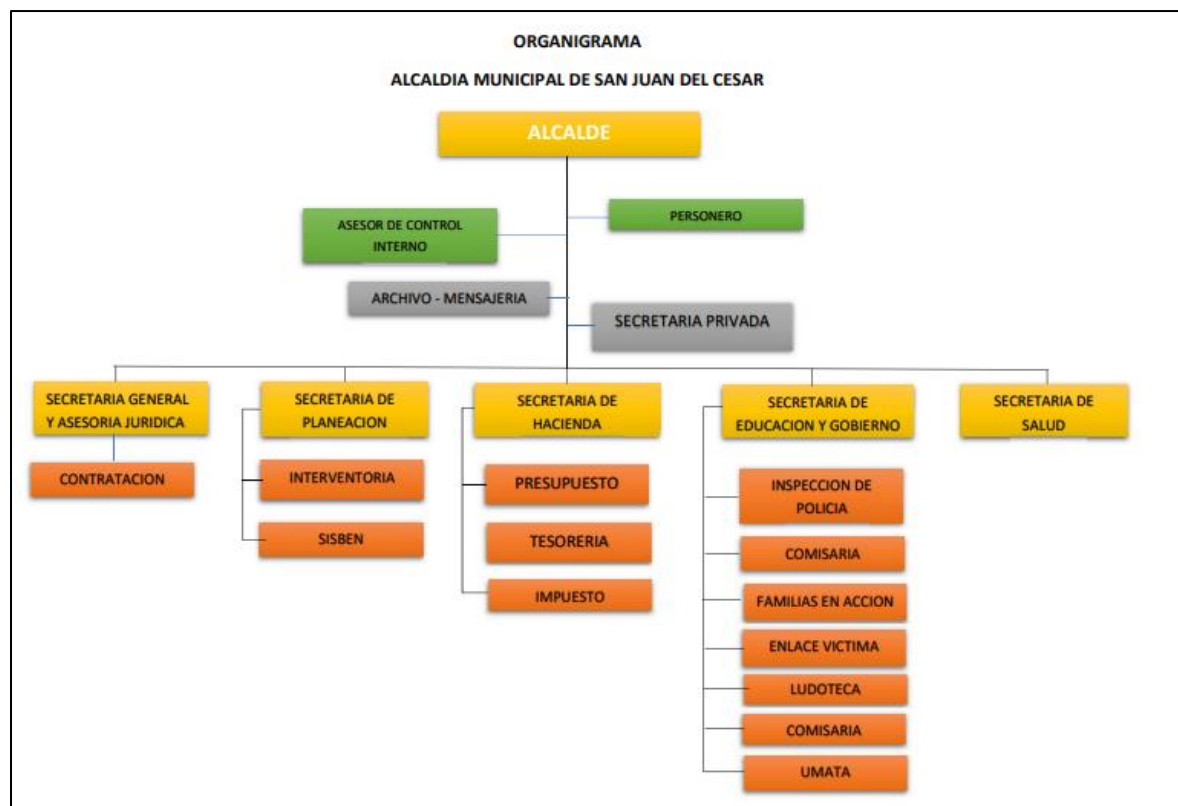 ORGANIGRAMA
ALCALDIA MUNICIPAL DE SAN JUAN DEL CESAR
ALCALDE
ASESOR DE CONTROL
INTERNO
PERSONERO
ARCHIVO - MENSAJERIA
SECRETARIA PRIVADA
SECRETARIA GENERAL
Y ASESORIA JURIDICA
CONTRATACION
SECRETARIA DE
PLANEACION
INTERVENTORIA
SISBEN
SECRETARIA DE
HACIENDA
PRESUPUESTO
TESORERIA
IMPUESTO
SECRETARIA DE
EDUCACION Y GOBIERNO
INSPECCION DE
POLICIA
COMISARIA
FAMILIAS EN ACCION
ENLACE VICTIMA
LUDOTECA
COMISARIA
UMATA
SECRETARIA DE
SALUD